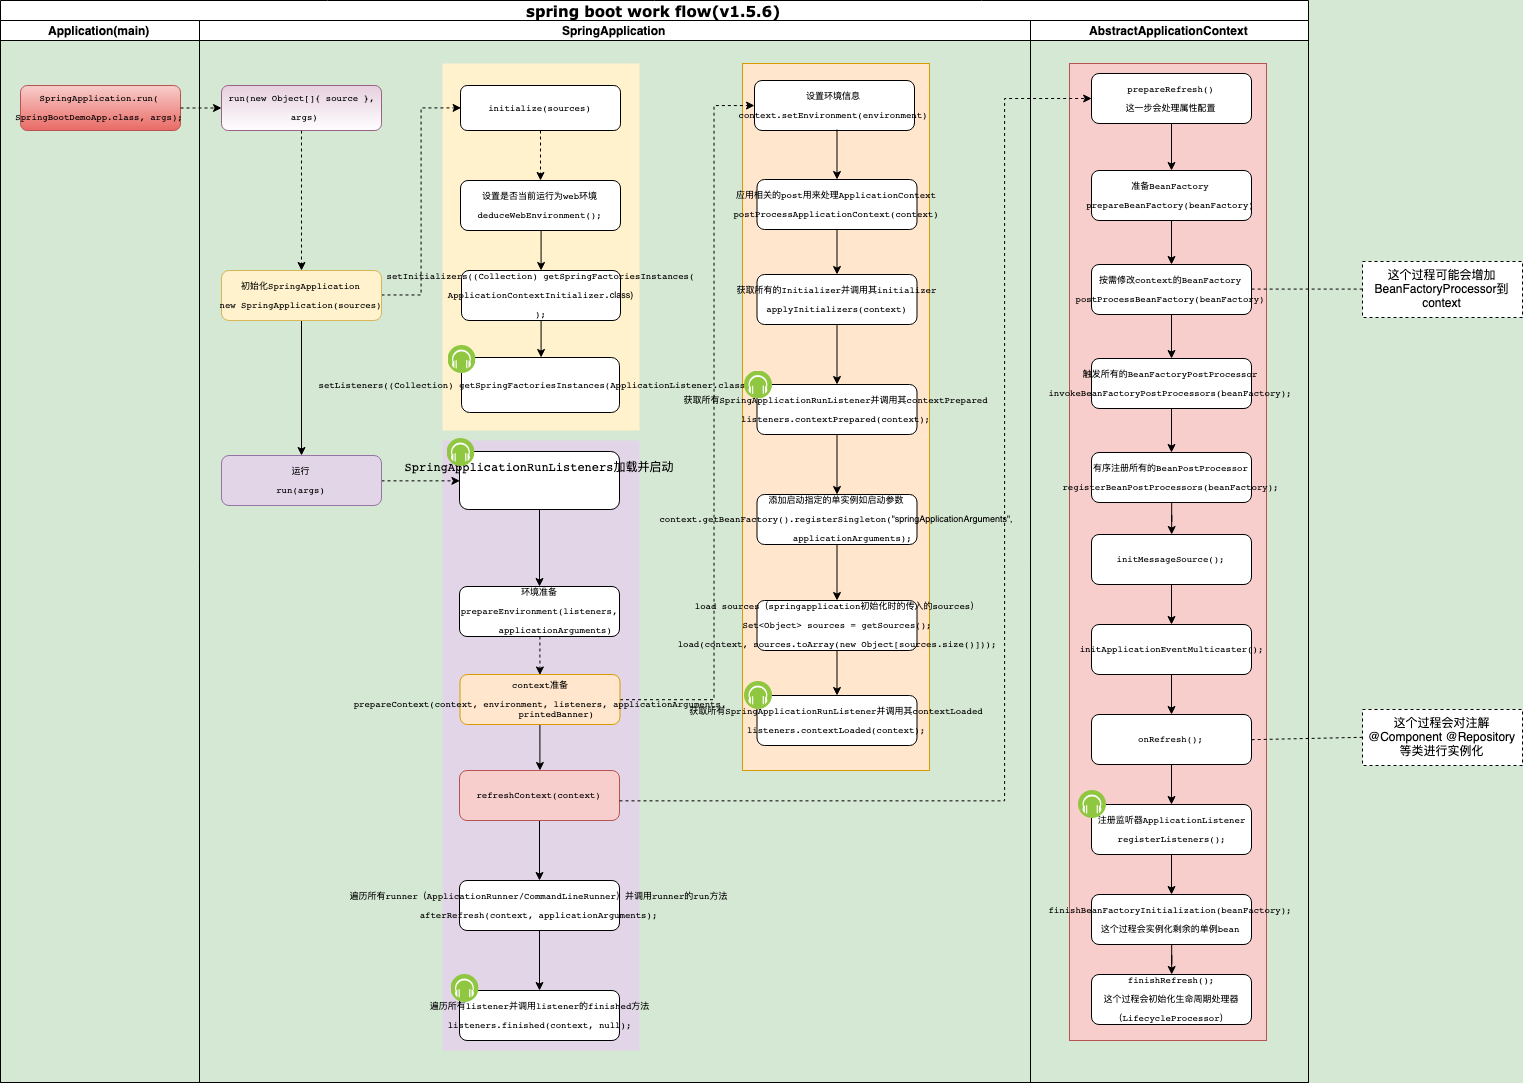 spring boot work flow(v1.5.6)
Application(main)
SpringApplication
AbstractApplicationContext
SpringApplication.run(
SpringBootDemoApp.class, args);
run(new Object[]{ source },
args)
初始化SpringApplication
new SpringApplication(sources)
运行
run(args)
initialize(sources)
设置是否当前运行为web环境
deduceWebEnvironment();
setInitializers((Collection) getSpringFactoriesInstances(
ApplicationContextInitializer.class)
);
setListeners((Collection) getSpringFactoriesInstances(ApplicationListener.class
SpringApplicationRunListeners加载并启动
环境准备
prepareEnvironment(listeners,
applicationArguments)
context准备
prepareContext(context, environment, listeners, applicationArguments,
printedBanner)
refreshContext(context)
遍历所有runner（ApplicationRunner/CommandLineRunner）并调用runner的run方法
afterRefresh(context, applicationArguments);
遍历所有listener并调用listener的finished方法
listeners.finished(context, null);
设置环境信息
context.setEnvironment(environment)
应用相关的post用来处理ApplicationContext
postProcessApplicationContext(context)
获取所有的Initializer并调用其initializer
applyInitializers(context)
获取所有SpringApplicationRunListener并调用其contextPrepared
listeners.contextPrepared(context);
添加启动指定的单实例如启动参数
context.getBeanFactory().registerSingleton("springApplicationArguments",
applicationArguments);
load sources（springapplication初始化时的传入的sources）
Set<Object> sources = getSources();
load(context, sources.toArray(new Object[sources.size()]));
获取所有SpringApplicationRunListener并调用其contextLoaded
listeners.contextLoaded(context);
prepareRefresh()
这一步会处理属性配置
准备BeanFactory
prepareBeanFactory(beanFactory)
按需修改context的BeanFactory
postProcessBeanFactory(beanFactory)
触发所有的BeanFactoryPostProcessor
invokeBeanFactoryPostProcessors(beanFactory);
有序注册所有的BeanPostProcessor
registerBeanPostProcessors(beanFactory);
initMessageSource();
initApplicationEventMulticaster();
onRefresh();
注册监听器ApplicationListener
registerListeners();
finishBeanFactoryInitialization(beanFactory);
这个过程会实例化剩余的单例bean
finishRefresh();
这个过程会初始化生命周期处理器
（LifecycleProcessor）
这个过程可能会增加
BeanFactoryProcessor到
context
这个过程会对注解
@Component @Repository
等类进行实例化